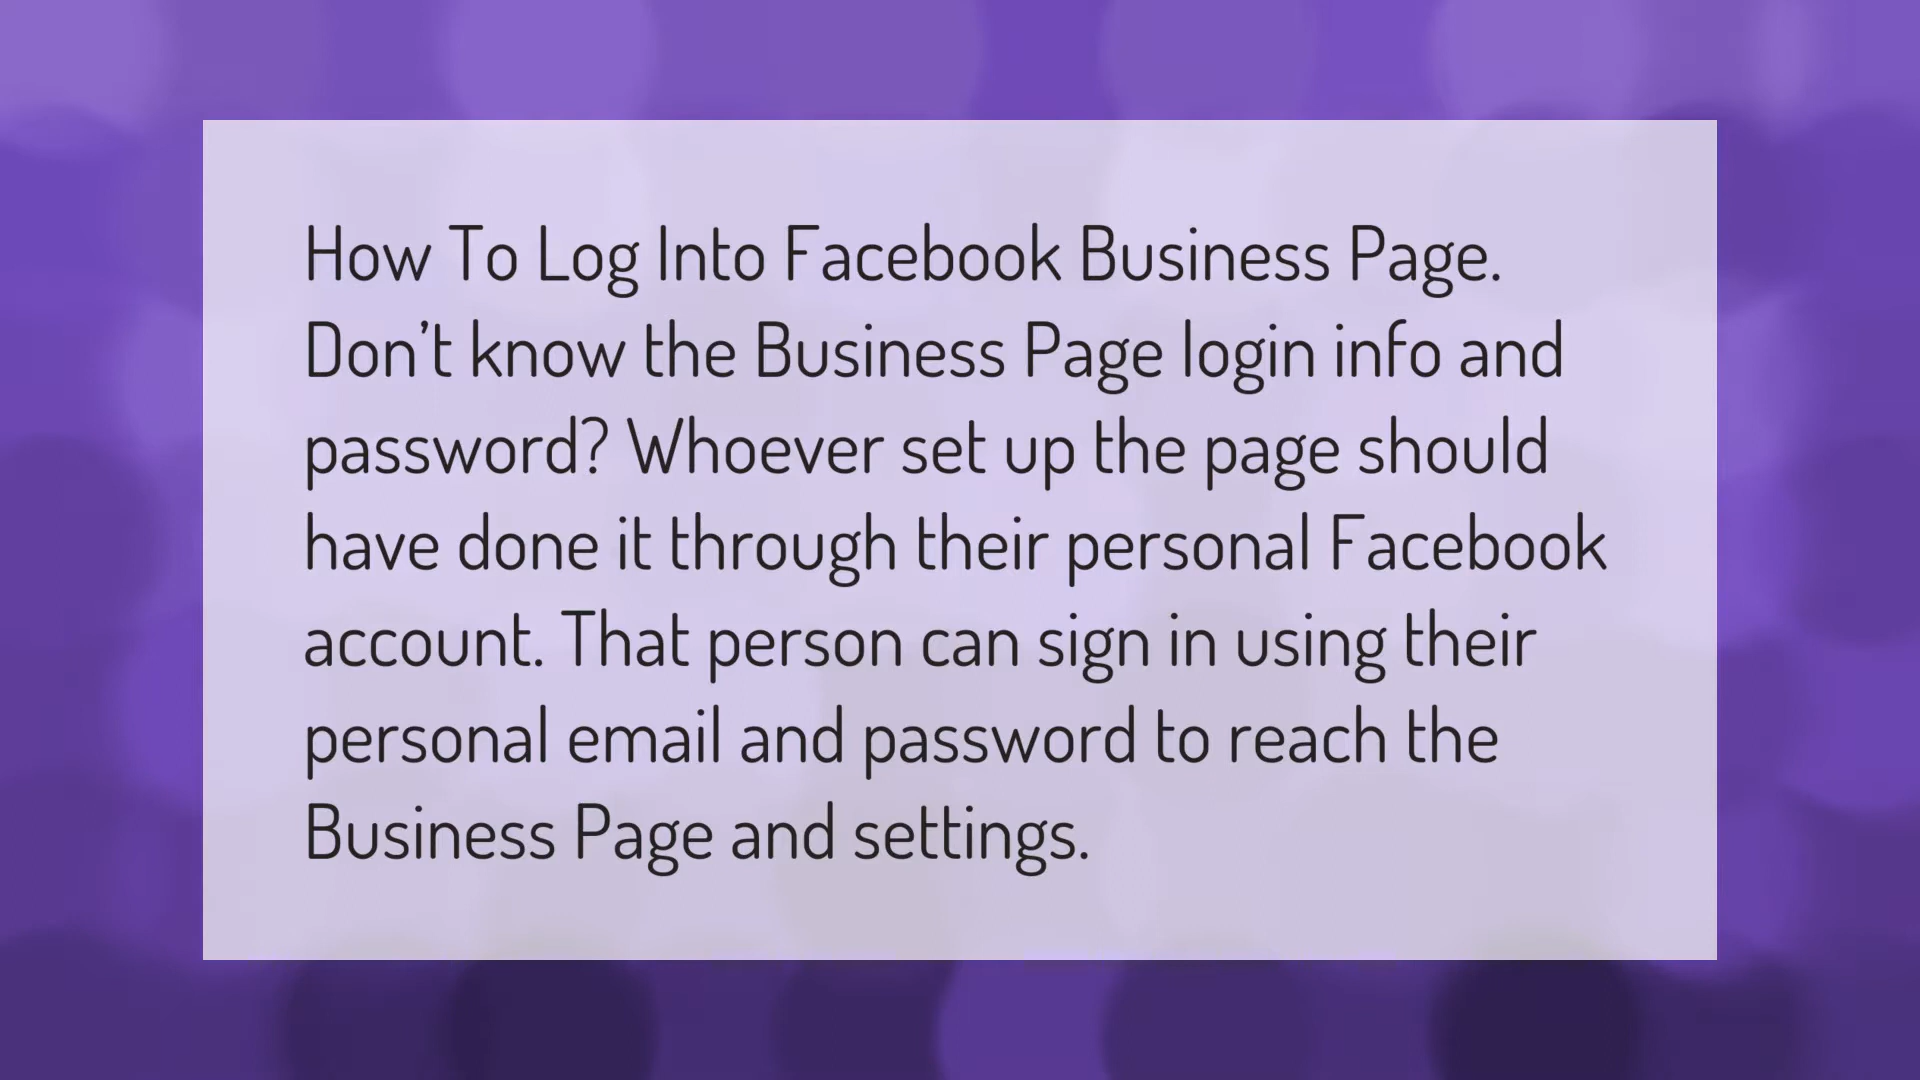 How To Log Into Facebook Business Page.
Don’t know the Business Page login info and
password? Whoever set up the page should
have done it through their personal Facebook
account. That person can sign in using their
personal email and password to reach the
Business Page and settings.